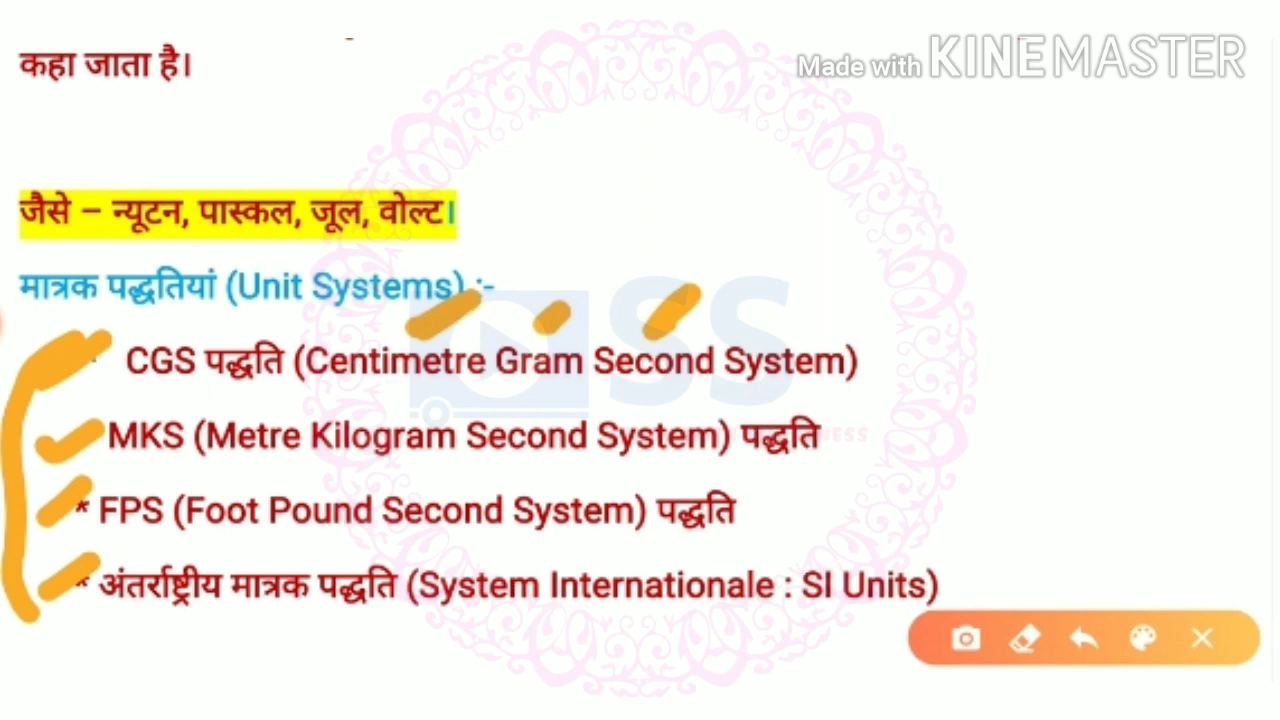 Made with KINEMASTER
कहा जाता है।
जैसे – न्यूटन, पास्कल, जूल, वोल्ट।
मात्रक पद्धतियां (Unit Systems) :-
SS
CGS पद्धति (Centimetre Gram Second System)
MKS (Metre Kilogram Second System) पद्धति
* FPS (Foot Pound Second System) पद्धति
* अंतर्राष्ट्रीय मात्रक पद्धति (System Internationale : SI Units)